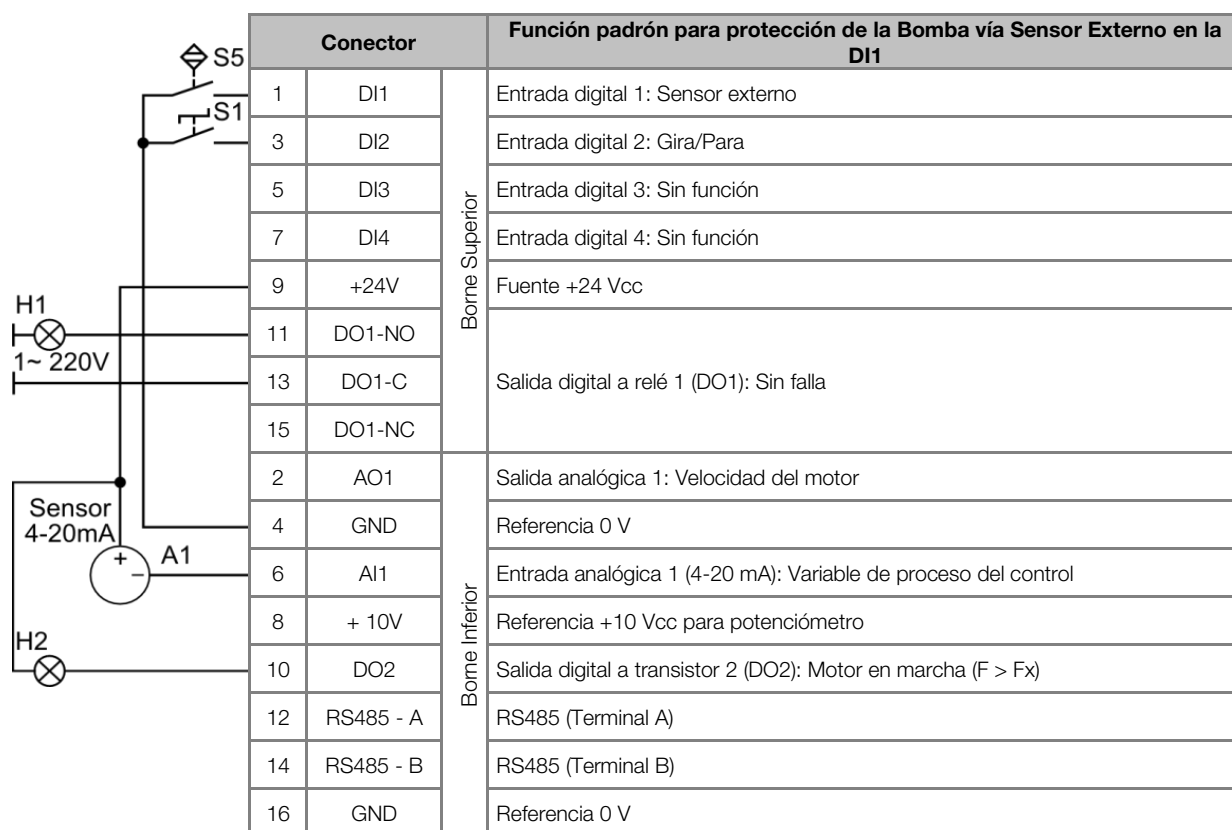 Conector
Función padrón para protección de la Bomba vía Sensor Externo en la
DI1
S5
1 DI1 Entrada digital 1: Sensor externo
S1
3 DI2 Entrada digital 2: Gira/Para
5 DI3 Entrada digital 3: Sin función
7 DI4 Entrada digital 4: Sin función
Borne Superior
9 +24V Fuente +24 Vcc
H1
11 DO1-NO
1~ 220V
13 DO1-C Salida digital a relé 1 (DO1): Sin falla
15 DO1-NC
2 AO1 Salida analógica 1: Velocidad del motor
Sensor
4-20mA
4 GND Referencia 0 V
+
-
A1
6 AI1 Entrada analógica 1 (4-20 mA): Variable de proceso del control
Borne Inferior
8 + 10V Referencia +10 Vcc para potenciómetro
H2
10 DO2 Salida digital a transistor 2 (DO2): Motor en marcha (F > Fx)
12 RS485 - A RS485 (Terminal A)
14 RS485 - B RS485 (Terminal B)
16 GND Referencia 0 V